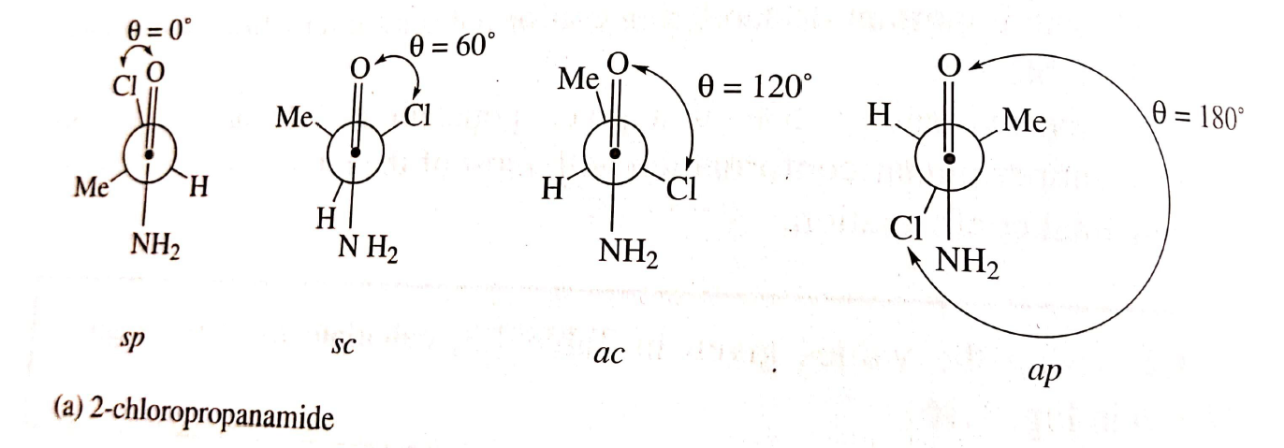 θ = 0°
Cl O
Me H
NH₂
sp
θ = 60°
O
Me Cl
H
N H₂
sc
θ = 120°
Me O
H Cl
NH₂
ac
θ = 180°
O
H Me
Cl
NH₂
ap
(a) 2-chloropropanamide